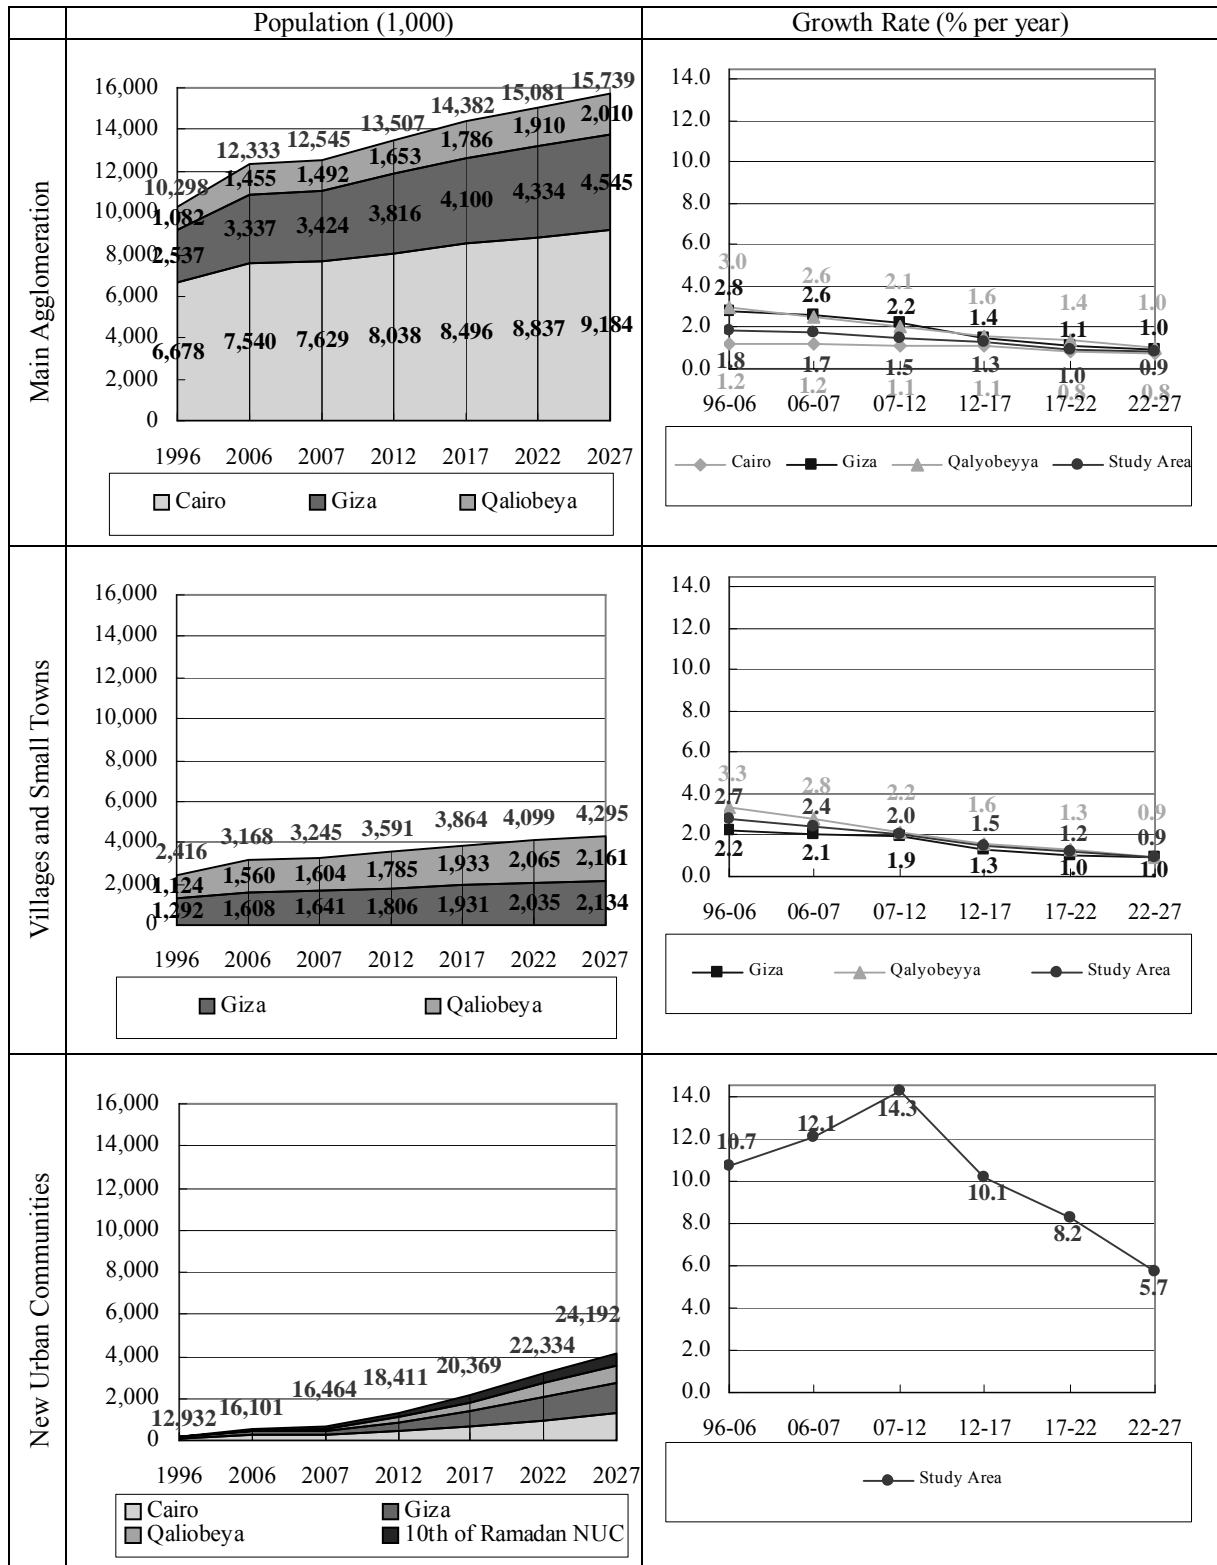 Population (1,000)
Growth Rate (% per year)
Main Agglomeration
16,000
14,000
12,000
10,000
8,000
6,000
4,000
2,000
0
10,298
12,333
12,545
13,507
14,382
15,081
15,739
1,082
1,455
1,492
1,653
1,786
1,910
2,010
2,537
3,337
3,424
3,816
4,100
4,334
4,545
6,678
7,540
7,629
8,038
8,496
8,837
9,184
1996 2006 2007 2012 2017 2022 2027
Cairo Giza Qaliobeya
14.0
12.0
10.0
8.0
6.0
4.0
2.0
0.0
3.0 2.6 2.1 1.6 1.4 1.0
2.8 2.6 2.2 1.4 1.1 1.0
1.8 1.7 1.5 1.3 1.0 0.9
1.2 1.2 1.1 1.1 0.8 0.8
96-06 06-07 07-12 12-17 17-22 22-27
Cairo Giza Qalyobeyya Study Area
Villages and Small Towns
16,000
14,000
12,000
10,000
8,000
6,000
4,000
2,000
0
2,416 3,168 3,245 3,591 3,864 4,099 4,295
1,124 1,560 1,604 1,785 1,933 2,065 2,161
1,292 1,608 1,641 1,806 1,931 2,035 2,134
1996 2006 2007 2012 2017 2022 2027
Giza Qaliobeya
14.0
12.0
10.0
8.0
6.0
4.0
2.0
0.0
3.3 2.8 2.2 1.6 1.3 0.9
2.7 2.4 2.0 1.5 1.2 0.9
2.2 2.1 1.9 1.3 1.0 1.0
96-06 06-07 07-12 12-17 17-22 22-27
Giza Qalyobeyya Study Area
New Urban Communities
16,000
14,000
12,000
10,000
8,000
6,000
4,000
2,000
0
12,932 16,101 16,464 18,411 20,369 22,334 24,192
1996 2006 2007 2012 2017 2022 2027
Cairo Giza
Qaliobeya 10th of Ramadan NUC
14.0
12.0
10.0
8.0
6.0
4.0
2.0
0.0
10.7 12.1 14.3 10.1 8.2 5.7
96-06 06-07 07-12 12-17 17-22 22-27
Study Area